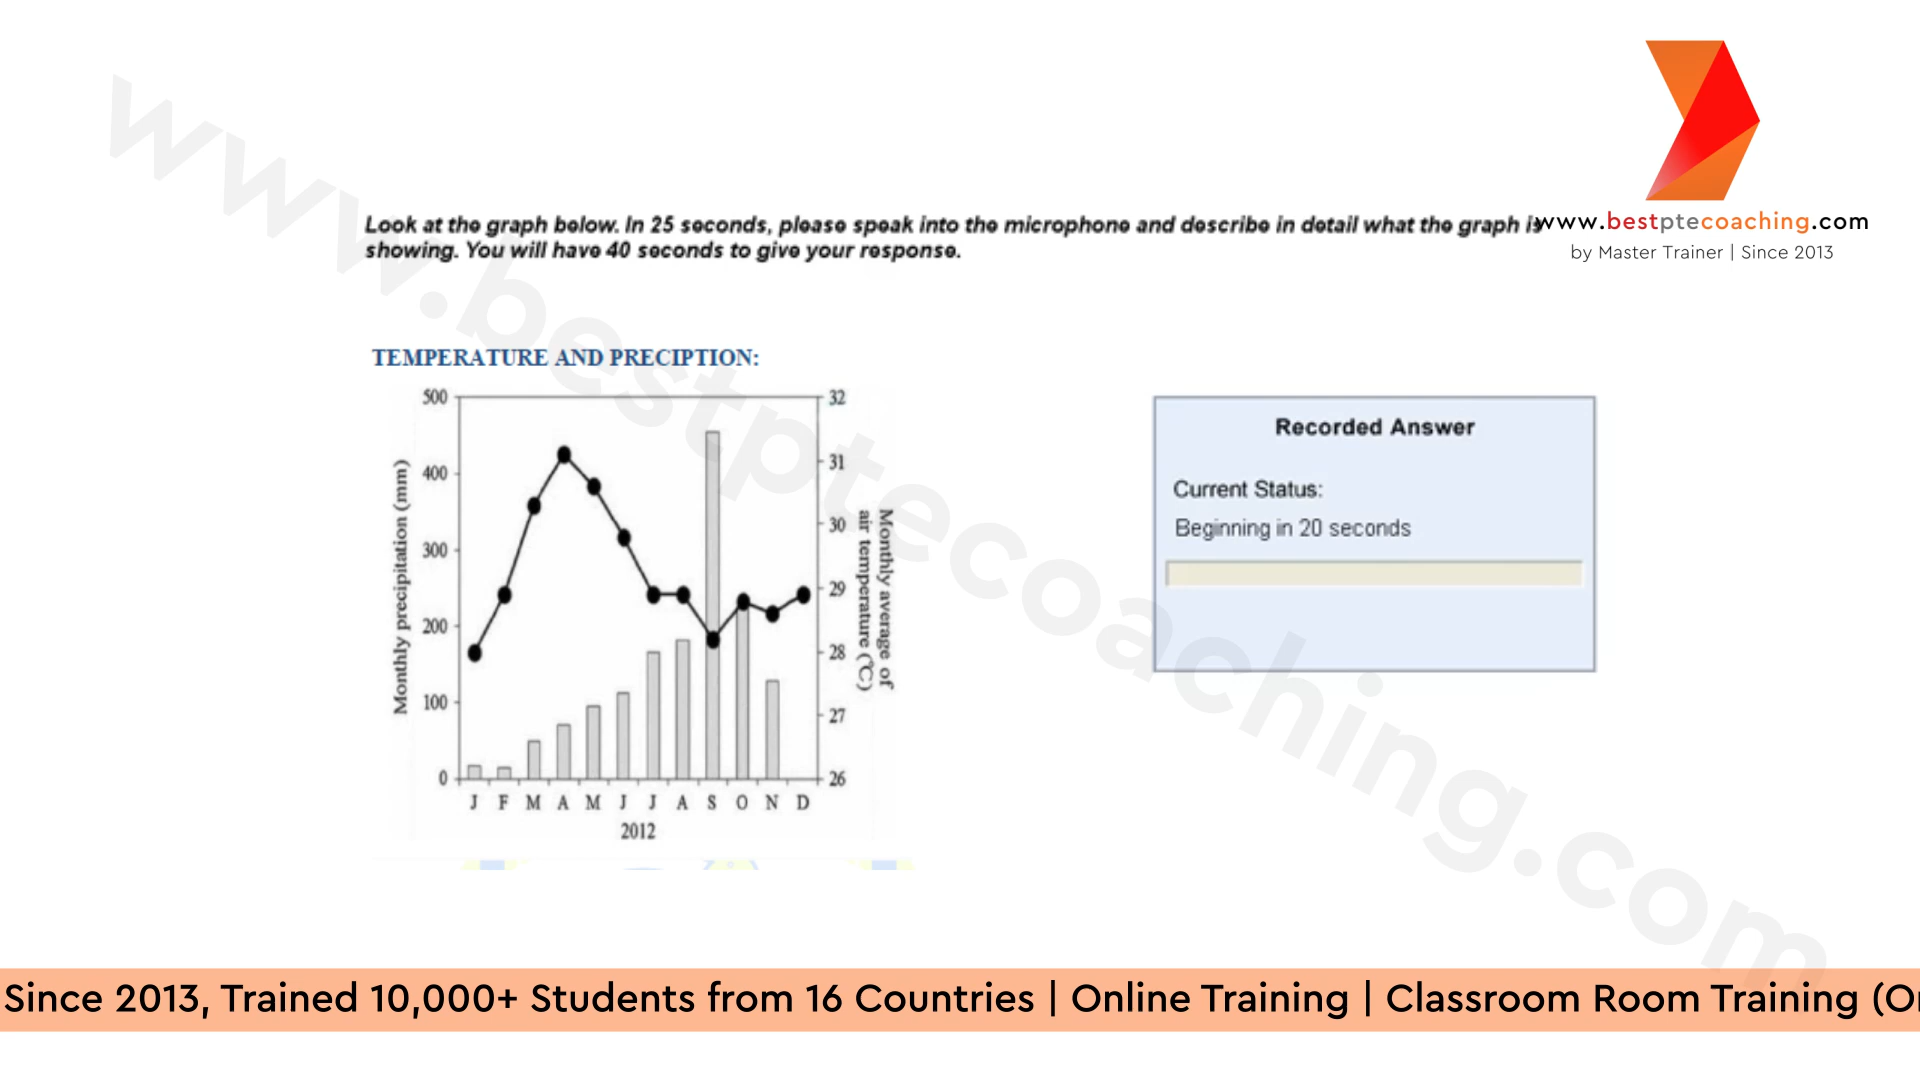 www.bestptecoaching.com
Look at the graph below. In 25 seconds, please speak into the microphone and describe in detail what the graph is
showing. You will have 40 seconds to give your response.
www.bestptecoaching.com
by Master Trainer | Since 2013
TEMPERATURE AND PRECIPTION:
500
400
300
200
100
0
Monthly precipitation (mm)
32
31
30
29
28
27
26
Monthly average of
air temperature (℃)
J F M A M J J A S O N D
2012
Recorded Answer
Current Status:
Beginning in 20 seconds
Since 2013, Trained 10,000+ Students from 16 Countries | Online Training | Classroom Room Training (